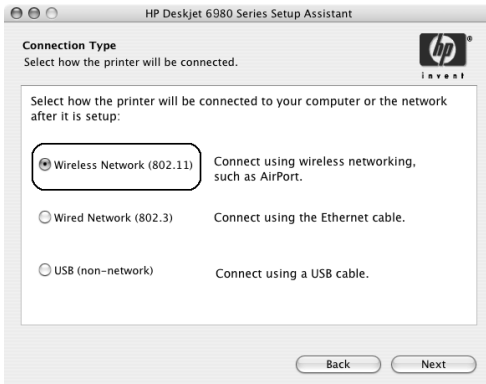 HP Deskjet 6980 Series Setup Assistant
Connection Type
Select how the printer will be connected.
hp
®
invent
Select how the printer will be connected to your computer or the network
after it is setup:
Wireless Network (802.11)
Connect using wireless networking,
such as AirPort.
Wired Network (802.3)
Connect using the Ethernet cable.
USB (non-network)
Connect using a USB cable.
Back
Next